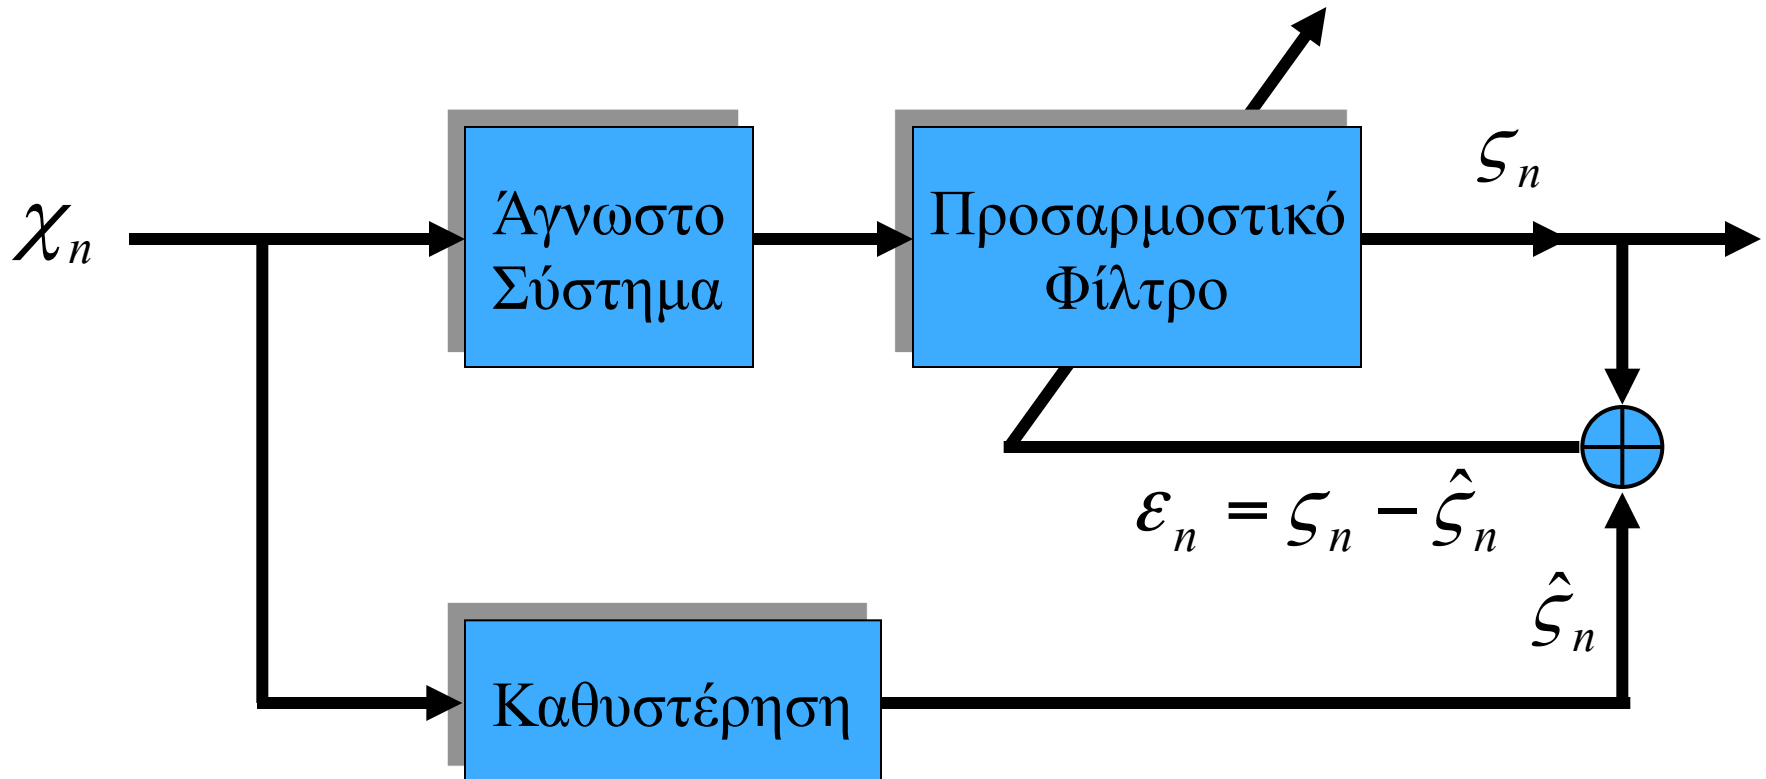 χₙ
Άγνωστο
Σύστημα
Προσαρμοστικό
Φίλτρο
ςₙ
εₙ = ςₙ − ς̂ₙ
ς̂ₙ
Καθυστέρηση